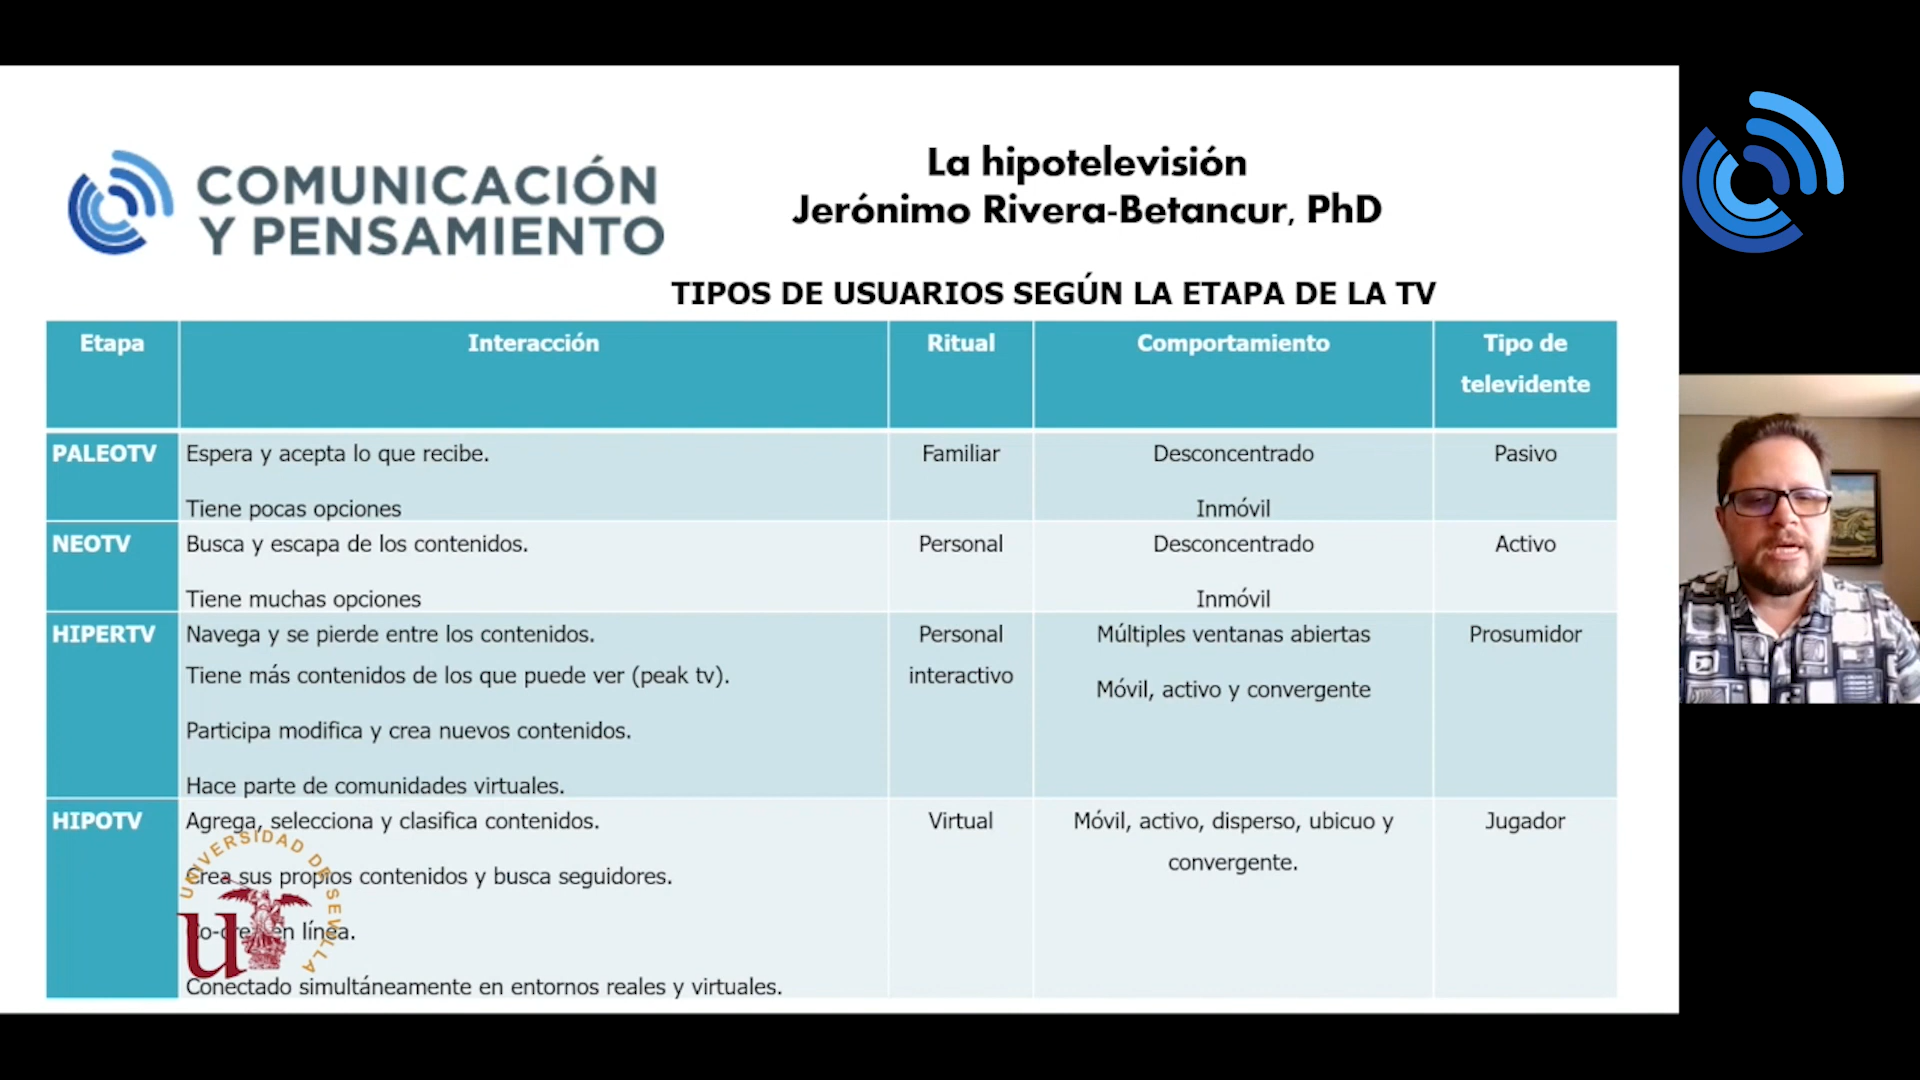 COMUNICACIÓN
Y PENSAMIENTO
La hipotelevisión
Jerónimo Rivera-Betancur, PhD
TIPOS DE USUARIOS SEGÚN LA ETAPA DE LA TV
Etapa
Interacción
Ritual
Comportamiento
Tipo de
televidente
PALEOTV
Espera y acepta lo que recibe.
Tiene pocas opciones
Familiar
Desconcentrado
Inmóvil
Pasivo
NEOTV
Busca y escapa de los contenidos.
Tiene muchas opciones
Personal
Desconcentrado
Inmóvil
Activo
HIPERTV
Navega y se pierde entre los contenidos.
Tiene más contenidos de los que puede ver (peak tv).
Participa modifica y crea nuevos contenidos.
Hace parte de comunidades virtuales.
Personal
interactivo
Múltiples ventanas abiertas
Móvil, activo y convergente
Prosumidor
HIPOTV
Agrega, selecciona y clasifica contenidos.
Crea sus propios contenidos y busca seguidores.
en línea.
Conectado simultáneamente en entornos reales y virtuales.
Virtual
Móvil, activo, disperso, ubicuo y
convergente.
Jugador
UNIVERSIDAD DE SEVILLA